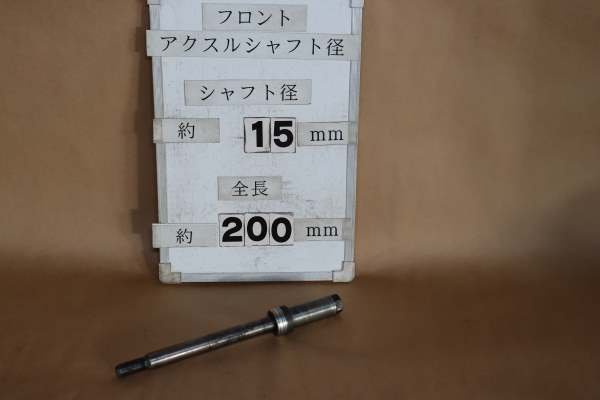 フロント
アクスルシャフト径
シャフト径
約 15 mm
全長
約 200 mm